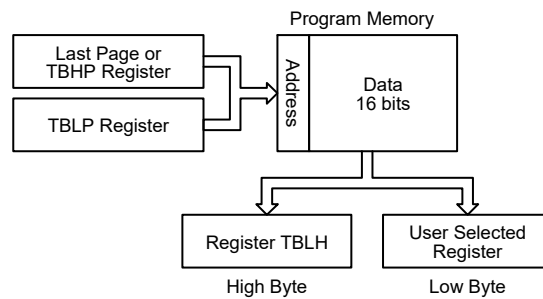 Program Memory
Last Page or
TBHP Register
TBLP Register
Address
Data
16 bits
Register TBLH
User Selected
Register
High Byte
Low Byte